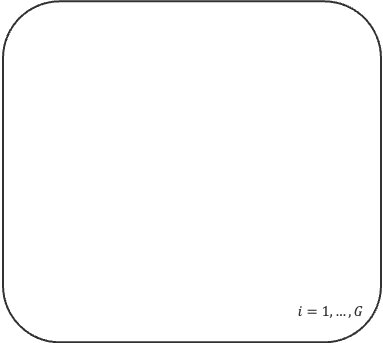 i = 1, ..., G